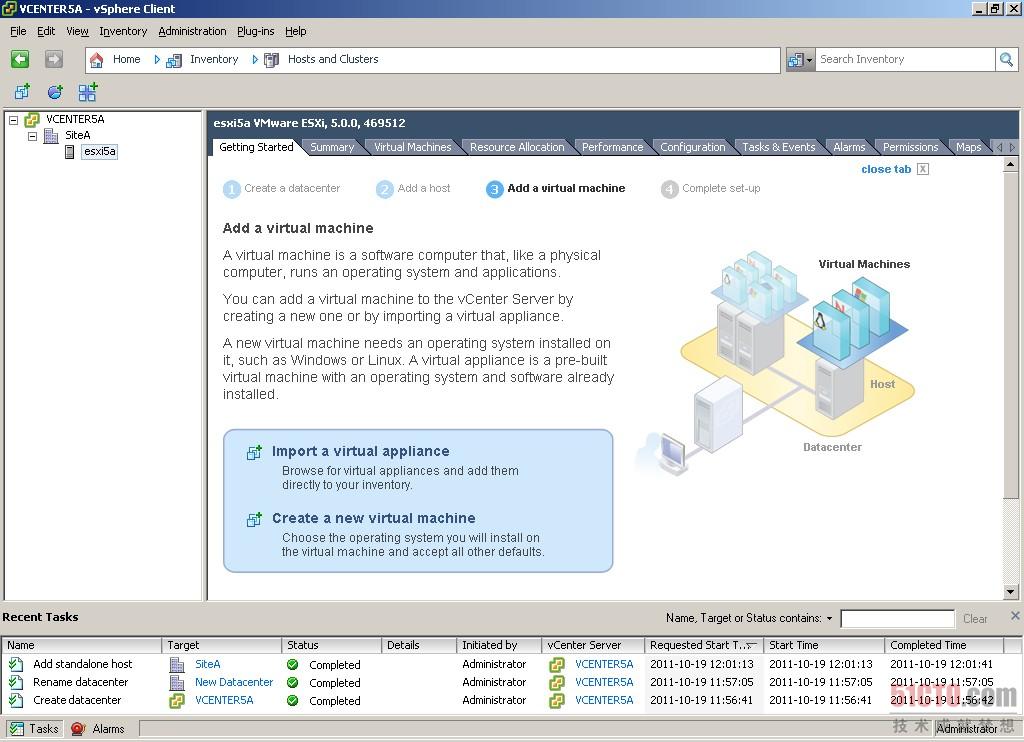 VCENTER5A - vSphere Client
File Edit View Inventory Administration Plug-ins Help
Home Inventory Hosts and Clusters Search Inventory
VCENTER5A
SiteA
esxi5a
esxi5a VMware ESXi, 5.0.0, 469512
Getting Started Summary Virtual Machines Resource Allocation Performance Configuration Tasks & Events Alarms Permissions Maps
close tab X
1 Create a datacenter 2 Add a host 3 Add a virtual machine 4 Complete set-up
Add a virtual machine
A virtual machine is a software computer that, like a physical
computer, runs an operating system and applications.
You can add a virtual machine to the vCenter Server by
creating a new one or by importing a virtual appliance.
A new virtual machine needs an operating system installed on
it, such as Windows or Linux. A virtual appliance is a pre-built
virtual machine with an operating system and software already
installed.
Import a virtual appliance
Browse for virtual appliances and add them
directly to your inventory.
Create a new virtual machine
Choose the operating system you will install on
the virtual machine and accept all other defaults.
Virtual Machines
Host
Datacenter
Recent Tasks
Name, Target or Status contains: Clear
Name Target Status Details Initiated by vCenter Server Requested Start T... Start Time Completed Time
Add standalone host SiteA Completed Administrator VCENTER5A 2011-10-19 12:01:13 2011-10-19 12:01:13 2011-10-19 12:01:41
Rename datacenter New Datacenter Completed Administrator VCENTER5A 2011-10-19 11:57:05 2011-10-19 11:57:05 2011-10-19 11:57:05
Create datacenter VCENTER5A Completed Administrator VCENTER5A 2011-10-19 11:56:41 2011-10-19 11:56:41 2011-10-19 11:56:42
51CTO.com
技术成就梦想
Tasks Alarms Administrator